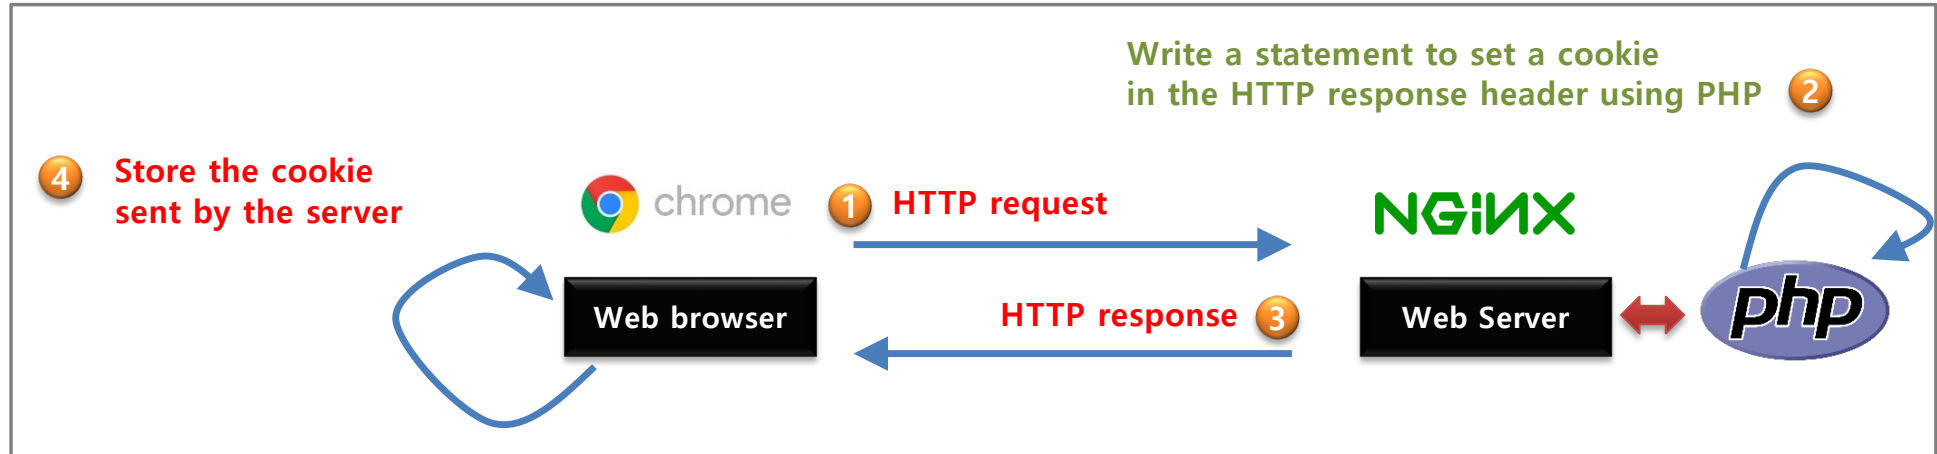 Write a statement to set a cookie
in the HTTP response header using PHP
2
4
Store the cookie
sent by the server
chrome
1
HTTP request
NGiNX
Web browser
HTTP response
3
Web Server
php